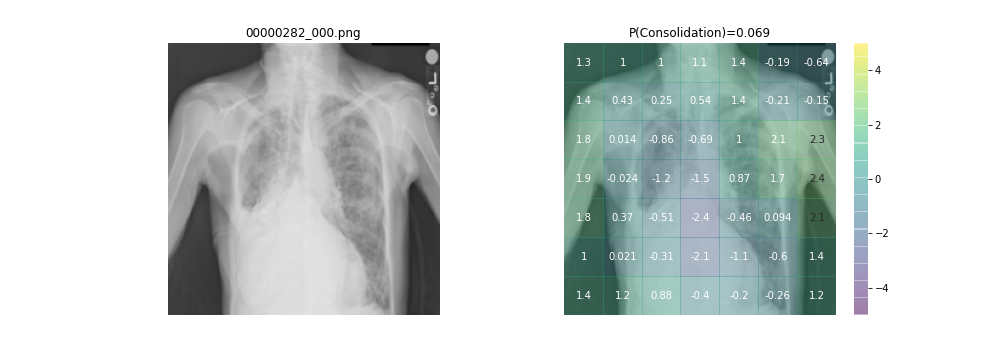 00000282_000.png
P(Consolidation)=0.069
1.3 1 1 1.1 1.4 -0.19 -0.64
1.4 0.43 0.25 0.54 1.4 -0.21 -0.15
1.8 0.014 -0.86 -0.69 1 2.1 2.3
1.9 -0.024 -1.2 -1.5 0.87 1.7 2.4
1.8 0.37 -0.51 -2.4 -0.46 0.094 2.1
1 0.021 -0.31 -2.1 -1.1 -0.6 1.4
1.4 1.2 0.88 -0.4 -0.2 -0.26 1.2
4
2
0
−2
−4